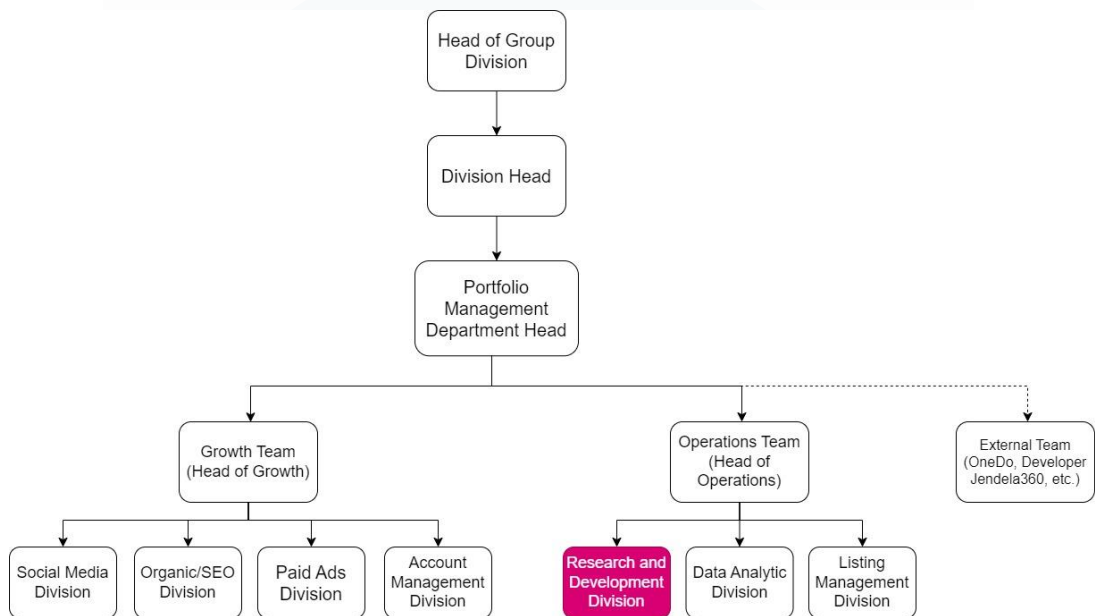 Head of Group
Division
Division Head
Portfolio
Management
Department Head
Growth Team
(Head of Growth)
Operations Team
(Head of
Operations)
External Team
(OneDo, Developer
Jendela360, etc.)
Social Media
Division
Organic/SEO
Division
Paid Ads
Division
Account
Management
Division
Research and
Development
Division
Data Analytic
Division
Listing
Management
Division